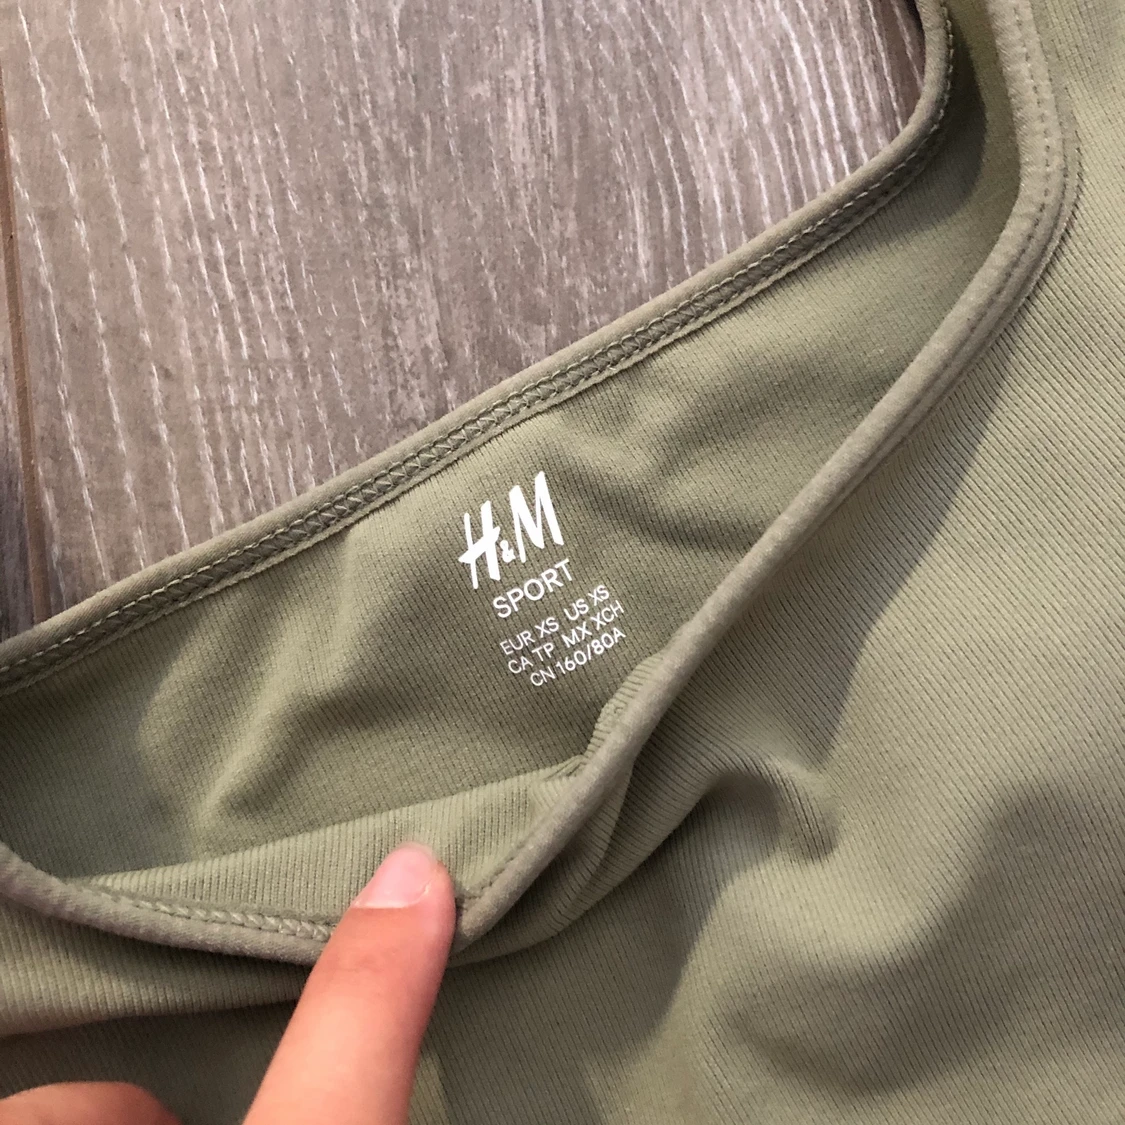 H&M
SPORT
EUR XS US XS
CA TP MX XCH
CN 160/80A